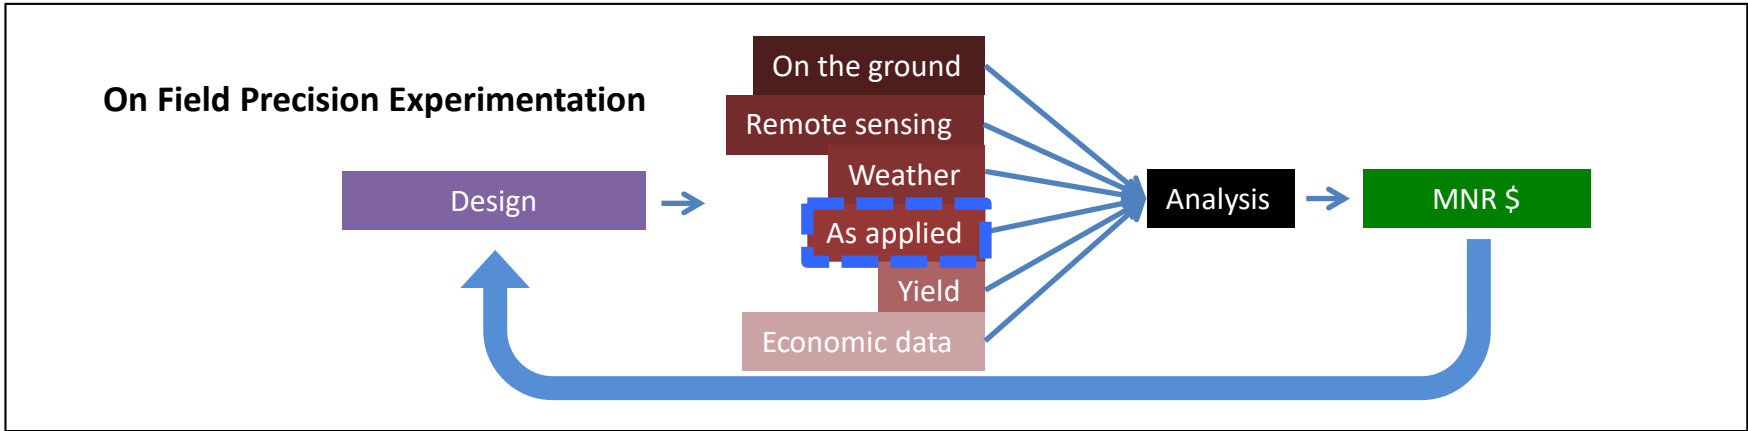 On Field Precision Experimentation
Design
On the ground
Remote sensing
Weather
As applied
Yield
Economic data
Analysis
MNR $